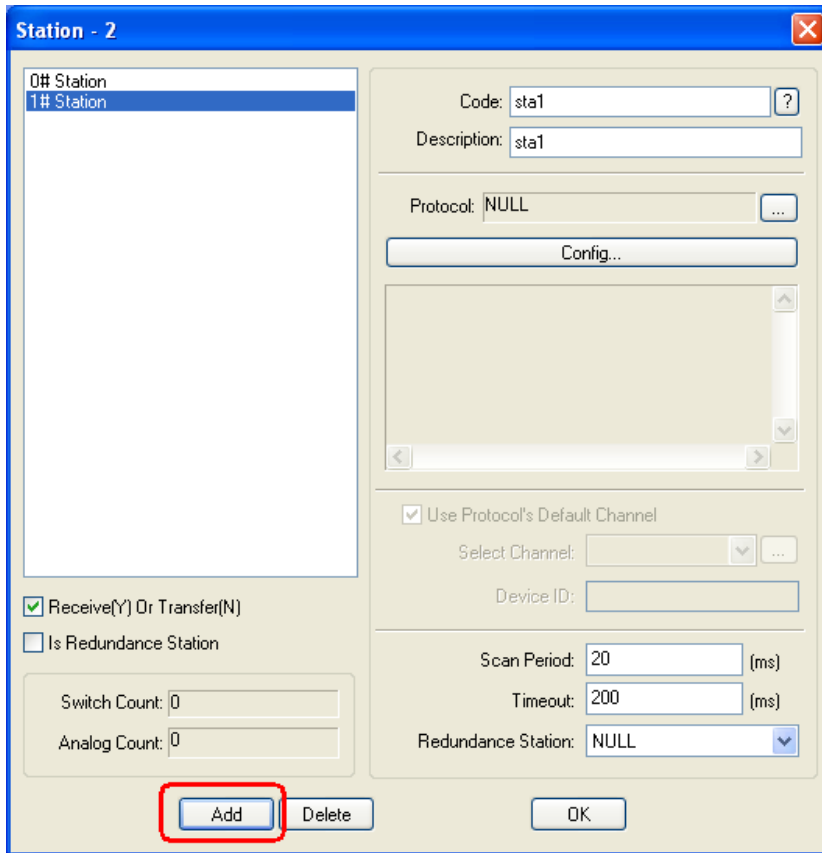 Station - 2
0# Station
1# Station
Receive(Y) Or Transfer(N)
Is Redundance Station
Switch Count: 0
Analog Count: 0
Code: sta1 ?
Description: sta1
Protocol: NULL ...
Config...
Use Protocol's Default Channel
Select Channel: ...
Device ID:
Scan Period: 20 (ms)
Timeout: 200 (ms)
Redundance Station: NULL
Add Delete OK